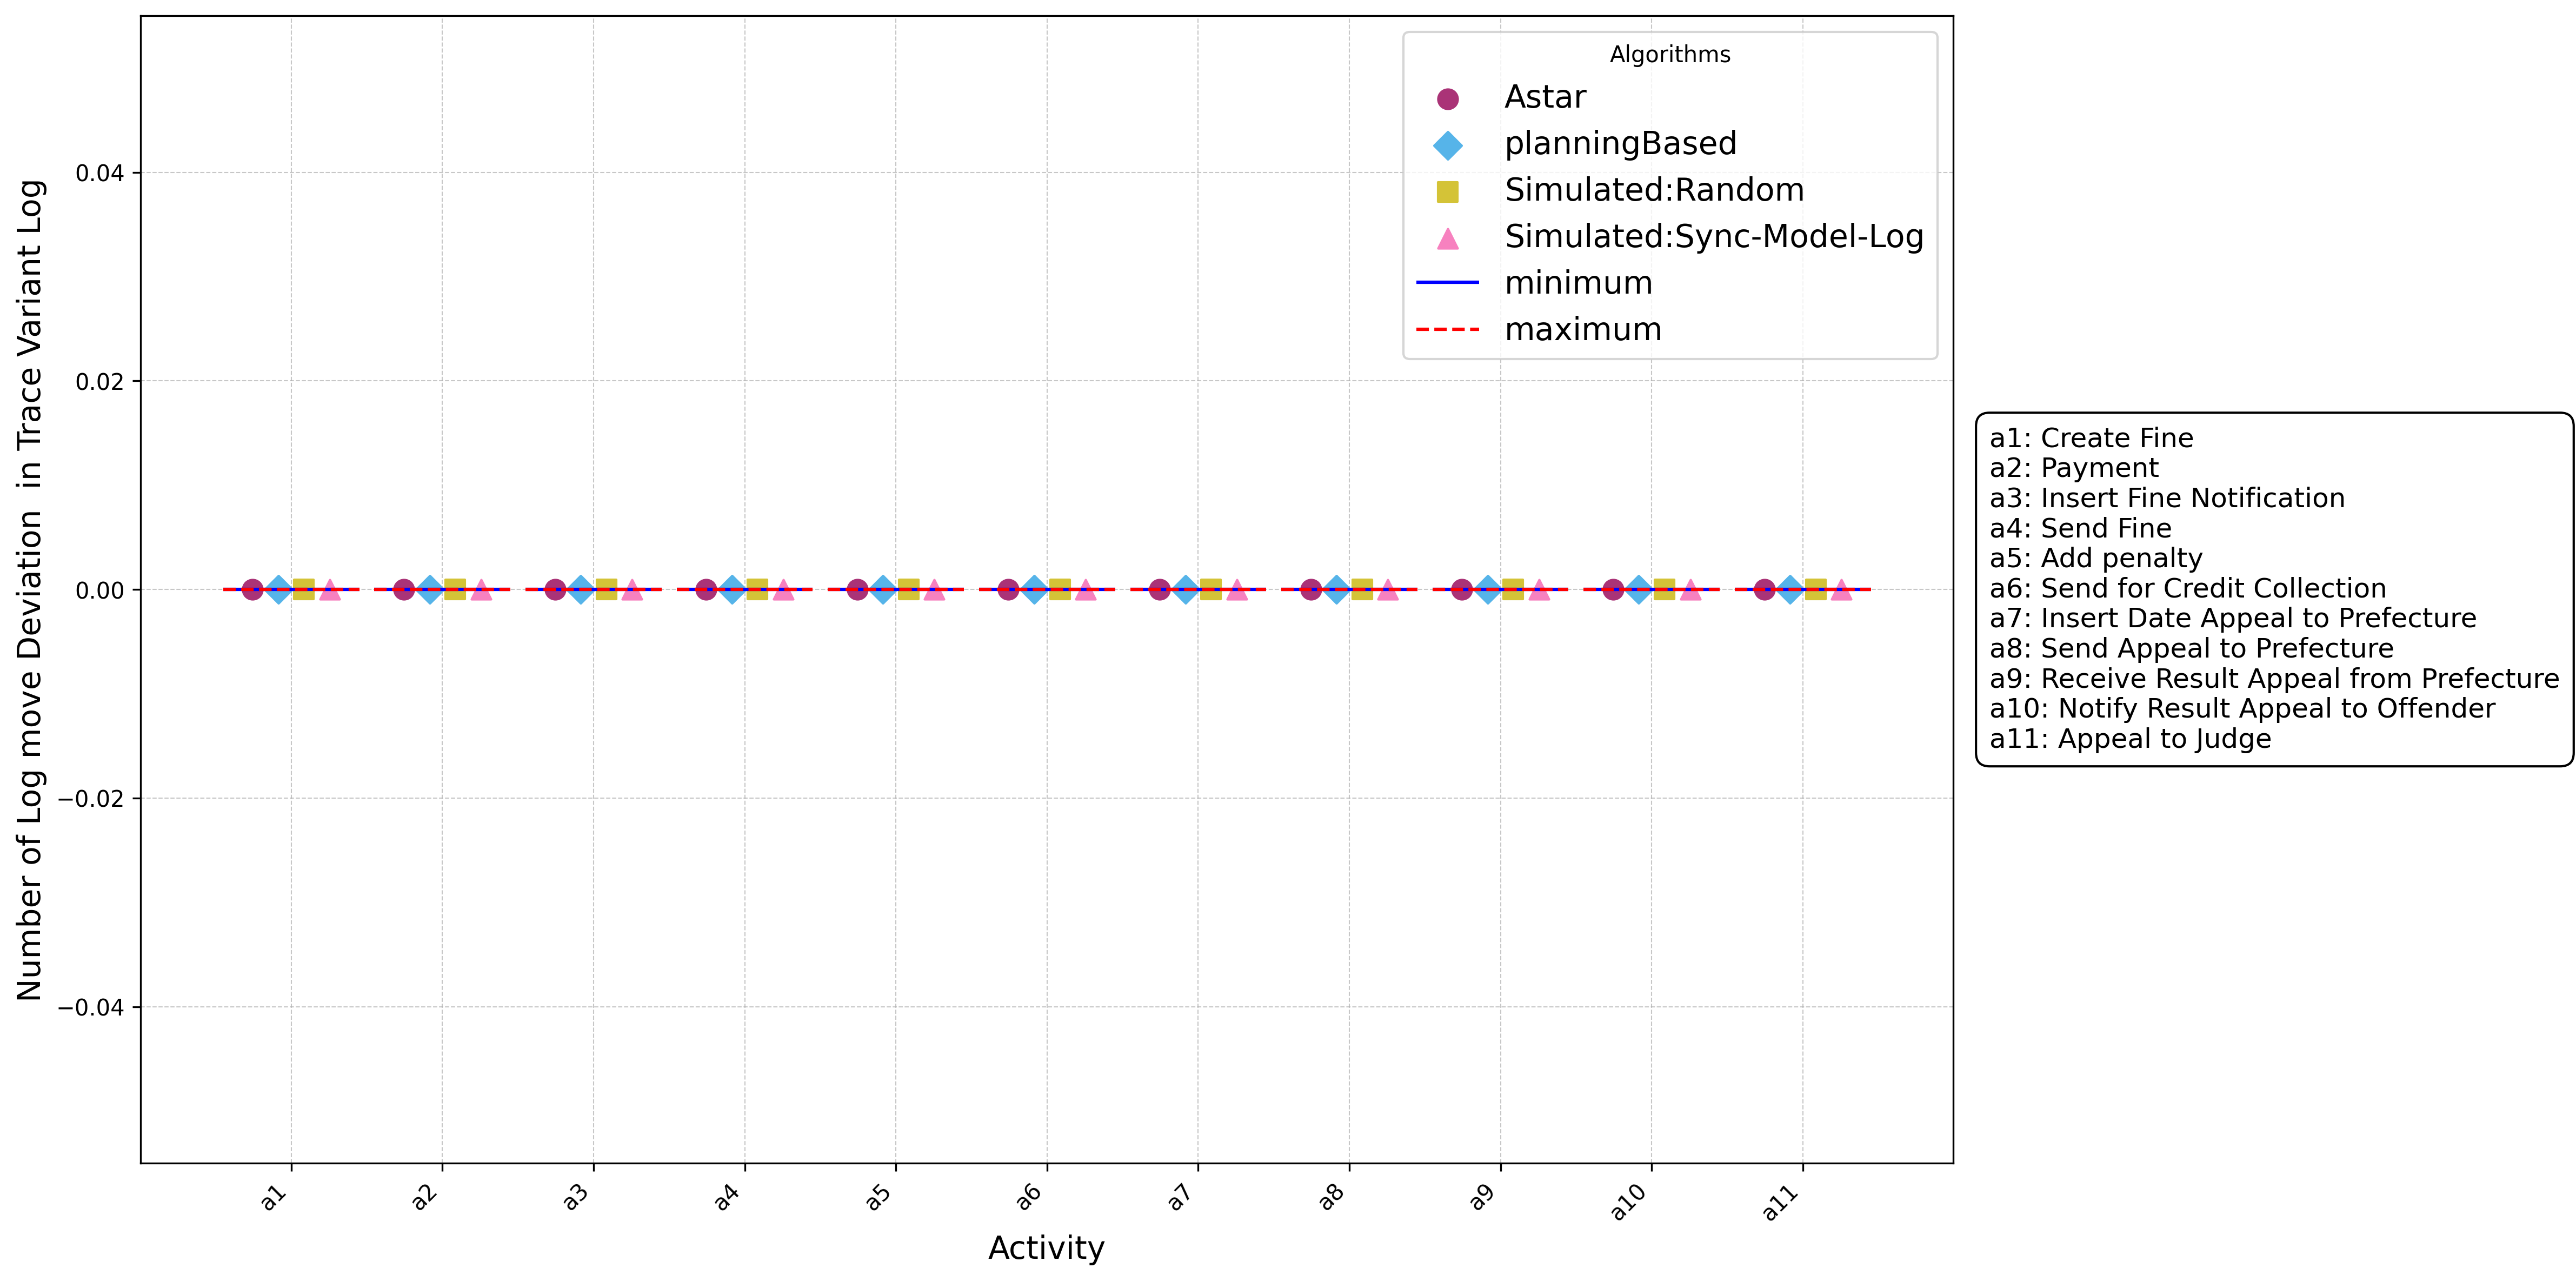 Number of Log move Deviation  in Trace Variant Log
0.04
0.02
0.00
−0.02
−0.04
Algorithms
Astar
planningBased
Simulated:Random
Simulated:Sync-Model-Log
minimum
maximum
a1
a2
a3
a4
a5
a6
a7
a8
a9
a10
a11
Activity
a1: Create Fine
a2: Payment
a3: Insert Fine Notification
a4: Send Fine
a5: Add penalty
a6: Send for Credit Collection
a7: Insert Date Appeal to Prefecture
a8: Send Appeal to Prefecture
a9: Receive Result Appeal from Prefecture
a10: Notify Result Appeal to Offender
a11: Appeal to Judge